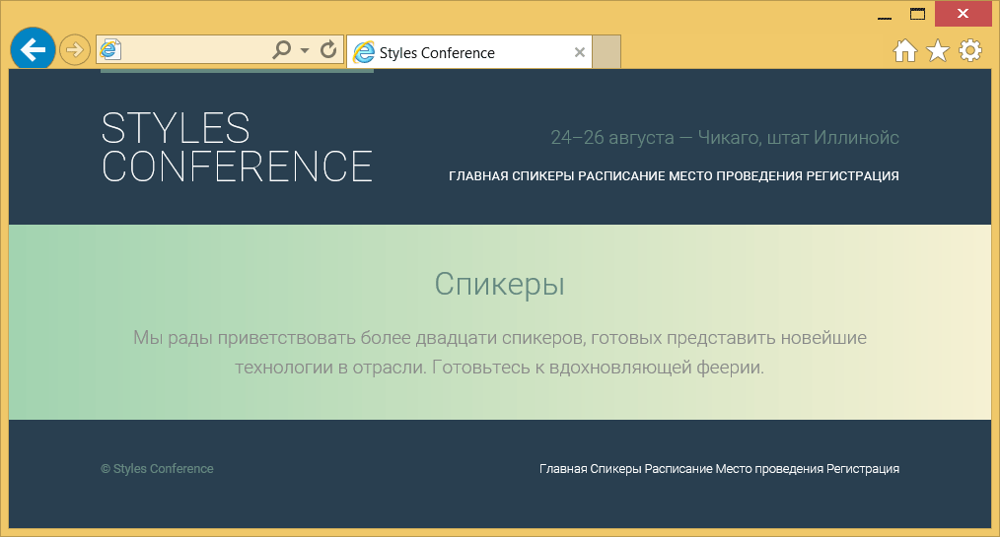 Styles Conference
STYLES
CONFERENCE
24–26 августа — Чикаго, штат Иллинойс
ГЛАВНАЯ СПИКЕРЫ РАСПИСАНИЕ МЕСТО ПРОВЕДЕНИЯ РЕГИСТРАЦИЯ
Спикеры
Мы рады приветствовать более двадцати спикеров, готовых представить новейшие
технологии в отрасли. Готовьтесь к вдохновляющей феерии.
© Styles Conference
Главная Спикеры Расписание Место проведения Регистрация